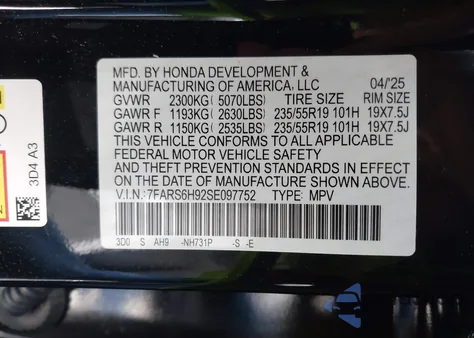 MFD. BY HONDA DEVELOPMENT &
MANUFACTURING OF AMERICA, LLC 04/'25
GVWR 2300KG( 5070LBS) TIRE SIZE RIM SIZE
GAWR F 1193KG( 2630LBS) 235/55R19 101H 19X7.5J
GAWR R 1150KG( 2535LBS) 235/55R19 101H 19X7.5J
THIS VEHICLE CONFORMS TO ALL APPLICABLE
FEDERAL MOTOR VEHICLE SAFETY
AND THEFT PREVENTION STANDARDS IN EFFECT
ON THE DATE OF MANUFACTURE SHOWN ABOVE.
V.I.N.: 7FARS6H92SE097752 TYPE: MPV
3D0 S AH9 -NH731P -S -E
3D4 A3